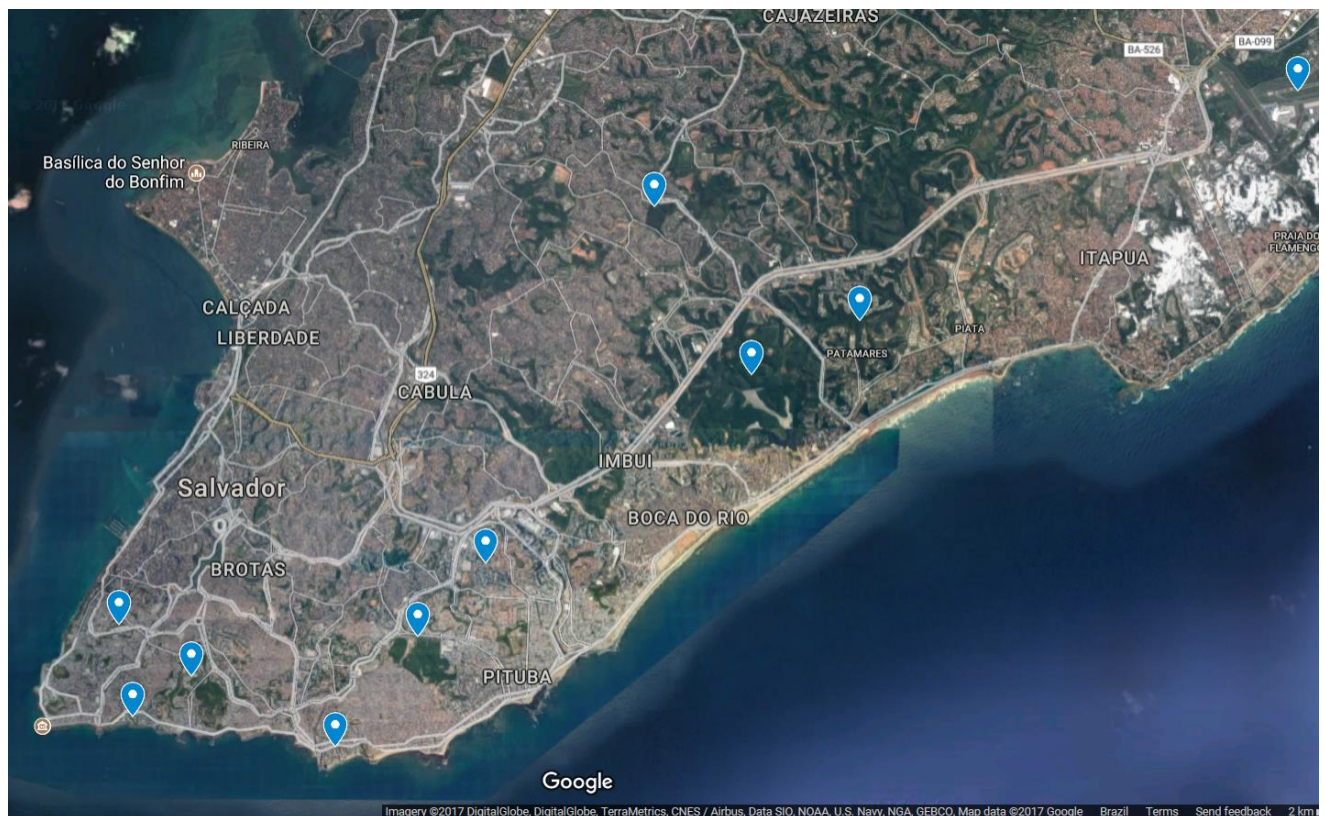 CAJAZEIRAS
BA-526
BA-099
© 2017 Google
RIBEIRA
Basílica do Senhor
do Bonfim
PRAIA DO
FLAMENGO
ITAPUA
CALÇADA
LIBERDADE
PIATA
PATAMARES
324
CABULA
IMBUI
Salvador
BOCA DO RIO
BROTAS
PITUBA
Google
Imagery ©2017 DigitalGlobe, DigitalGlobe, TerraMetrics, CNES / Airbus, Data SIO, NOAA, U.S. Navy, NGA, GEBCO, Map data ©2017 Google Brazil Terms Send feedback 2 km